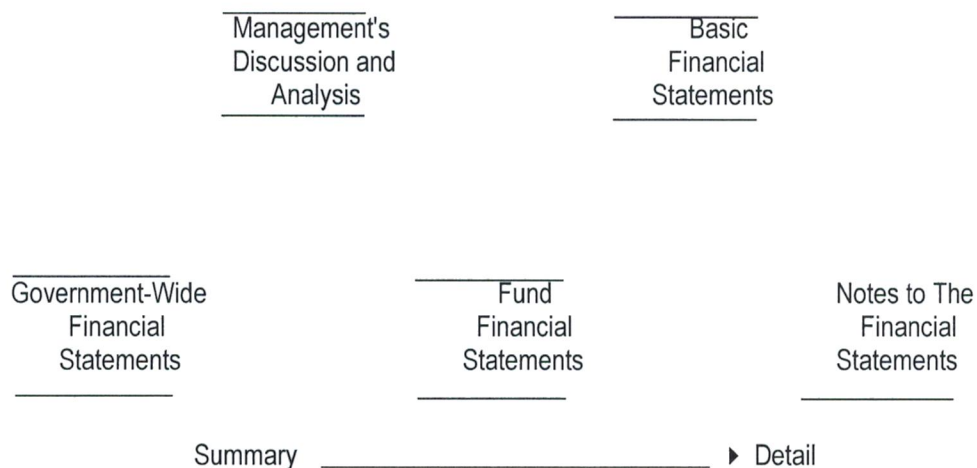 Management's
Discussion and
Analysis
Basic
Financial
Statements
Government-Wide
Financial
Statements
Fund
Financial
Statements
Notes to The
Financial
Statements
Summary
Detail